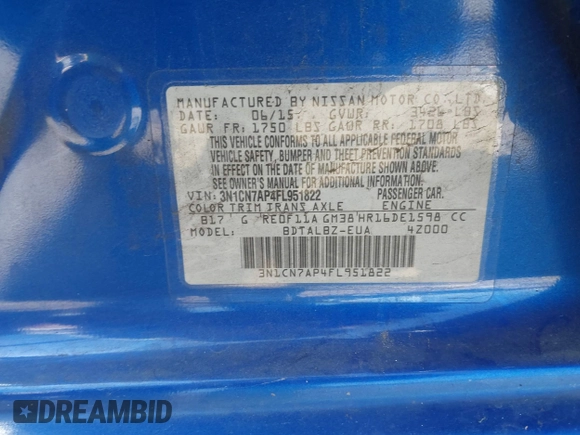 MANUFACTURED BY NISSAN MOTOR CO., LTD.
DATE: 06/15 GVWR: 3426 LBS
GAWR FR: 1750 LBS GAWR RR: 1708 LBS
THIS VEHICLE CONFORMS TO ALL APPLICABLE FEDERAL MOTOR
VEHICLE SAFETY, BUMPER AND THEFT PREVENTION STANDARDS
IN EFFECT ON THE DATE OF MANUFACTURE SHOWN ABOVE.
SEE OWNER'S MANUAL FOR ADDITIONAL INFORMATION
VIN: 3N1CN7AP4FL951822 PASSENGER CAR.
COLOR TRIM TRANS AXLE ENGINE
B17 G RE0F11A GM38 HR16DE1598 CC
MODEL: BDTALBZ-EUA 4Z000
3N1CN7AP4FL951822
DREAMBID